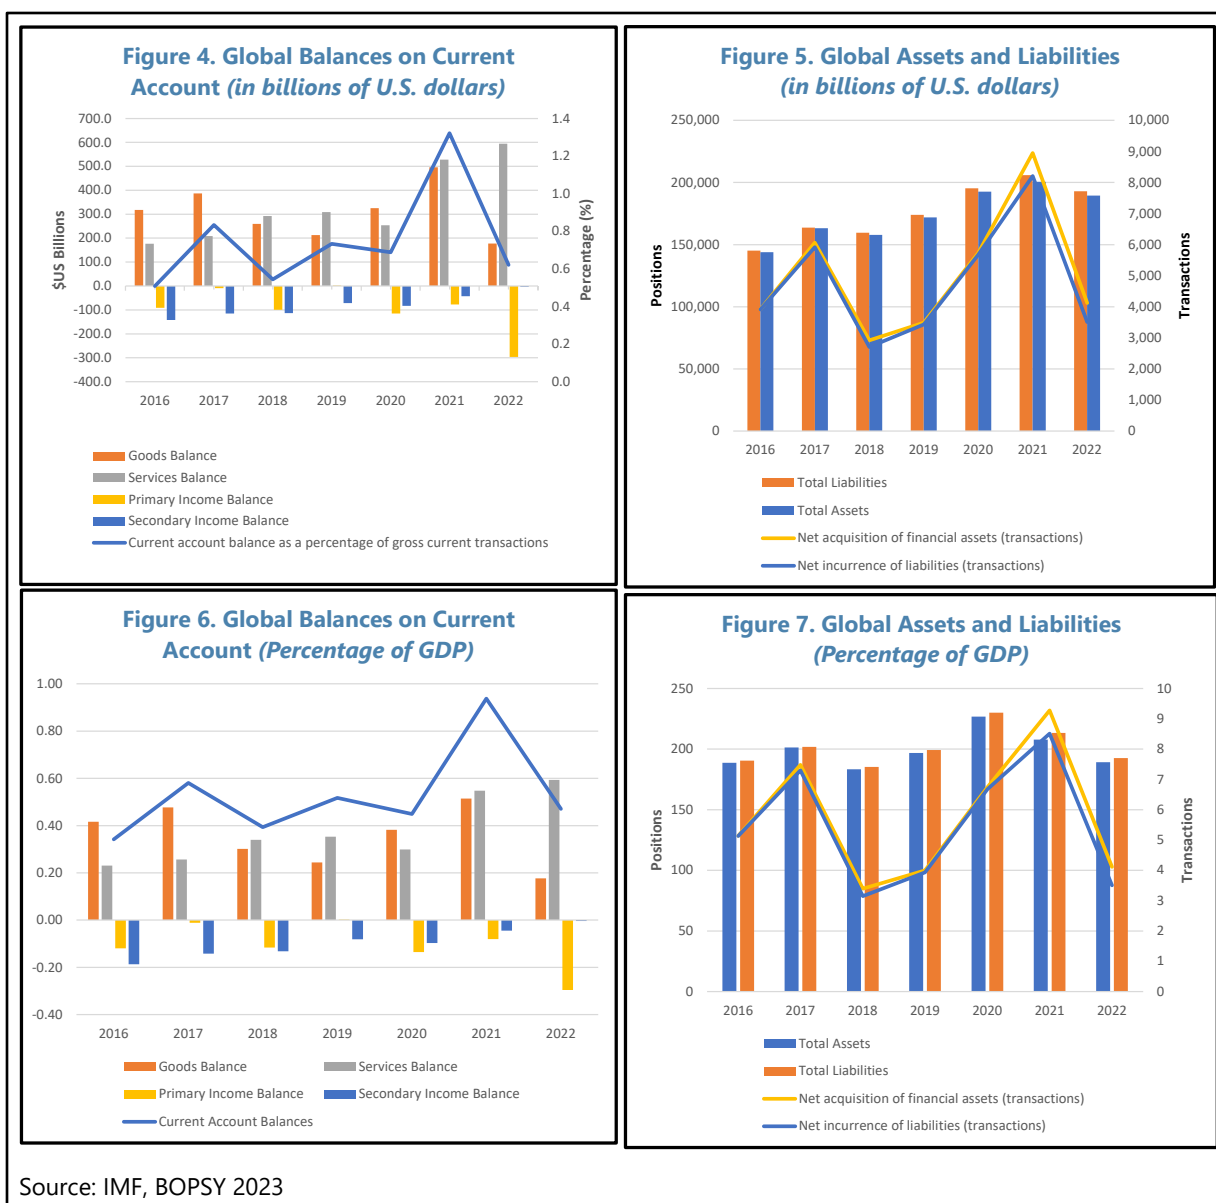 Figure 4. Global Balances on Current
Account (in billions of U.S. dollars)
700.0
600.0
500.0
400.0
300.0
200.0
100.0
0.0
-100.0
-200.0
-300.0
-400.0
$US Billions
1.4
1.2
1.0
0.8
0.6
0.4
0.2
0.0
Percentage (%)
2016 2017 2018 2019 2020 2021 2022
Goods Balance
Services Balance
Primary Income Balance
Secondary Income Balance
Current account balance as a percentage of gross current transactions
Figure 5. Global Assets and Liabilities
(in billions of U.S. dollars)
250,000
200,000
150,000
100,000
50,000
0
Positions
10,000
9,000
8,000
7,000
6,000
5,000
4,000
3,000
2,000
1,000
0
Transactions
2016 2017 2018 2019 2020 2021 2022
Total Liabilities
Total Assets
Net acquisition of financial assets (transactions)
Net incurrence of liabilities (transactions)
Figure 6. Global Balances on Current
Account (Percentage of GDP)
1.00
0.80
0.60
0.40
0.20
0.00
-0.20
-0.40
2016 2017 2018 2019 2020 2021 2022
Goods Balance Services Balance
Primary Income Balance Secondary Income Balance
Current Account Balances
Figure 7. Global Assets and Liabilities
(Percentage of GDP)
250
200
150
100
50
0
Positions
10
9
8
7
6
5
4
3
2
1
0
Transactions
2016 2017 2018 2019 2020 2021 2022
Total Assets
Total Liabilities
Net acquisition of financial assets (transactions)
Net incurrence of liabilities (transactions)
Source: IMF, BOPSY 2023